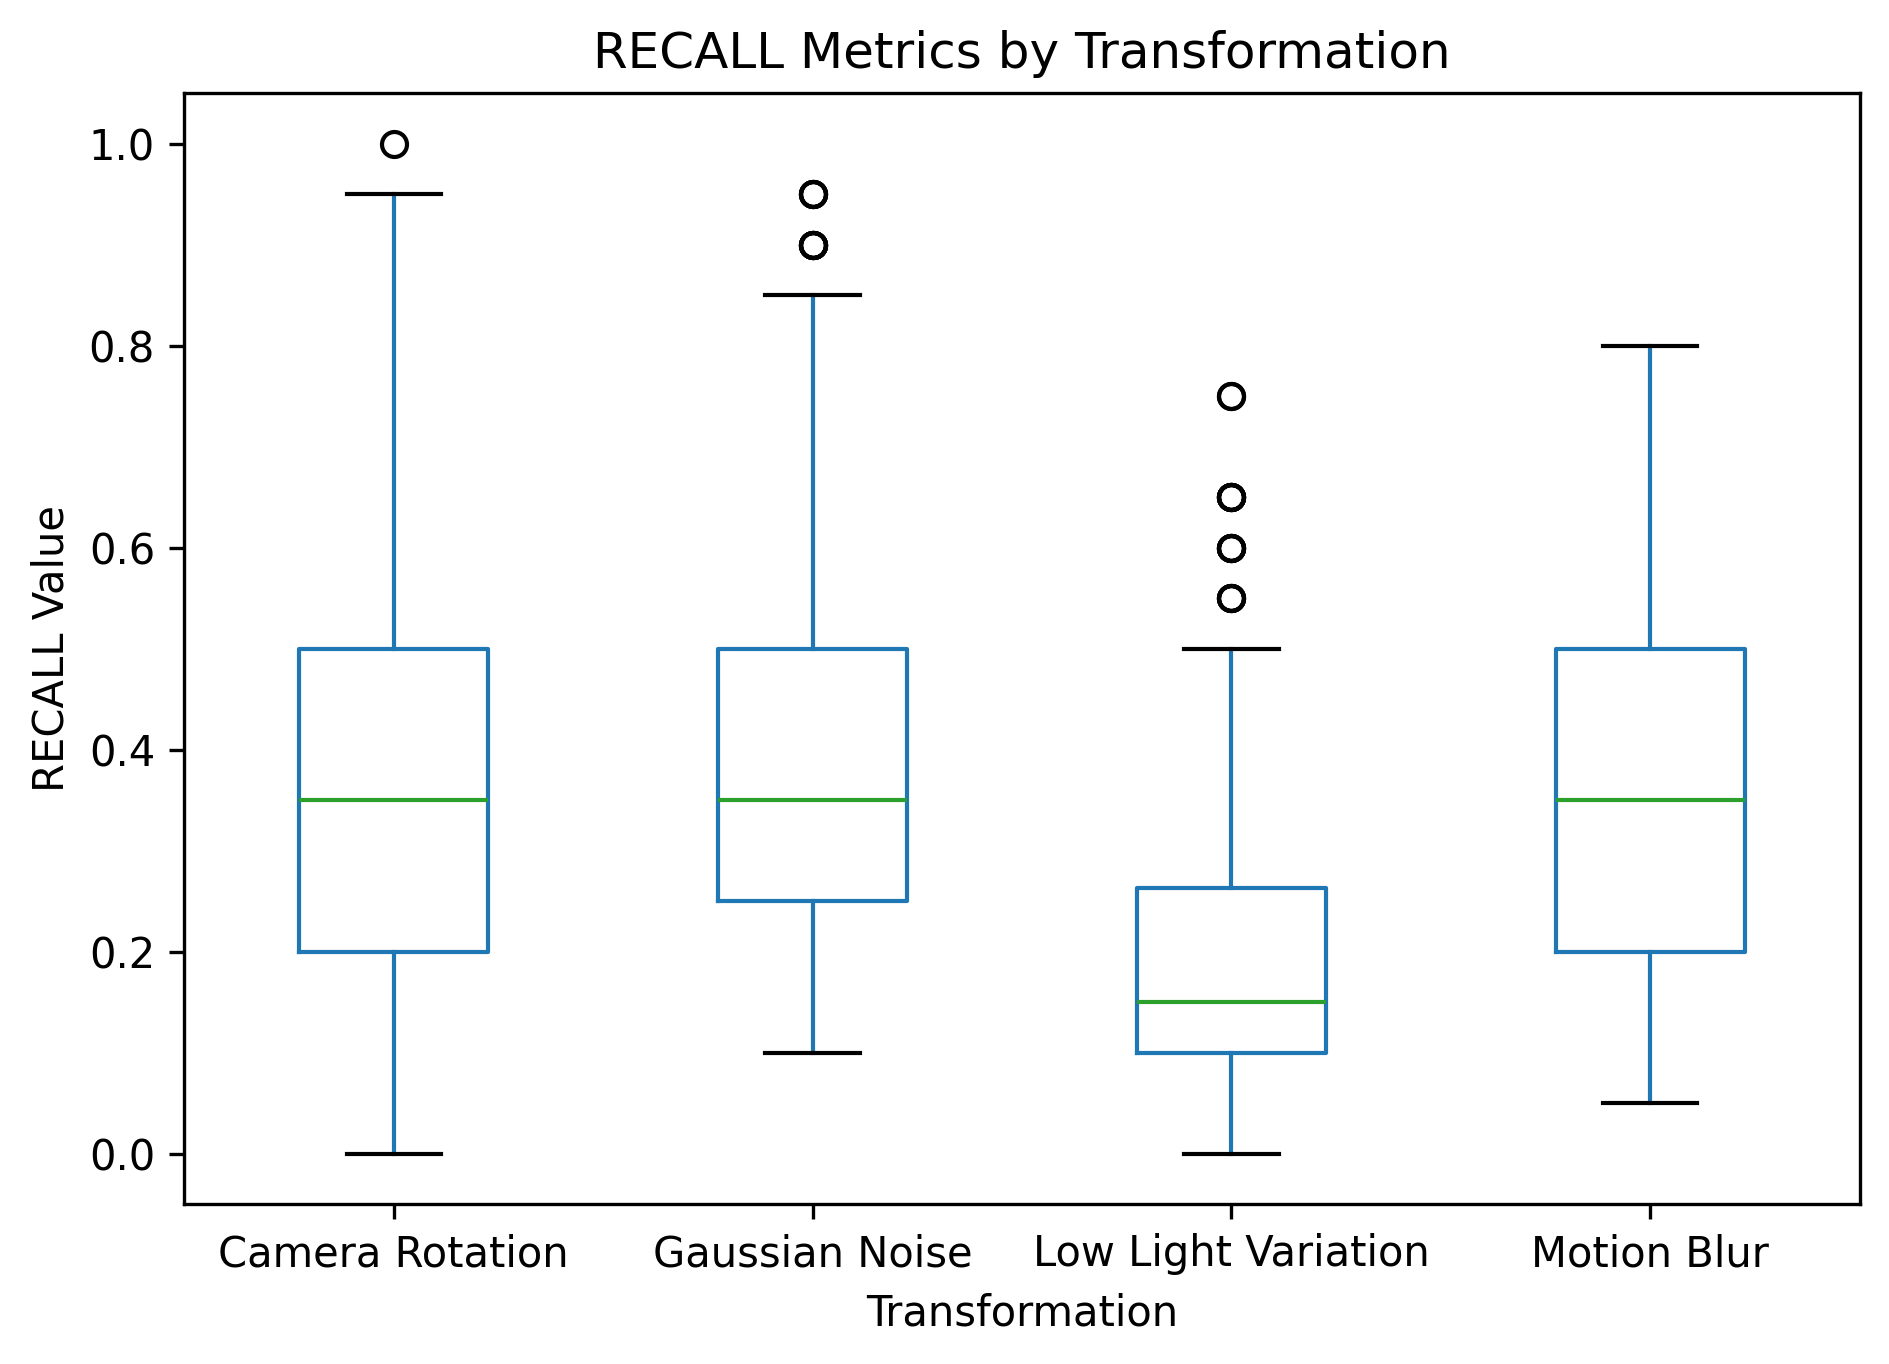 RECALL Metrics by Transformation
RECALL Value
1.0
0.8
0.6
0.4
0.2
0.0
Camera Rotation Gaussian Noise Low Light Variation Motion Blur
Transformation